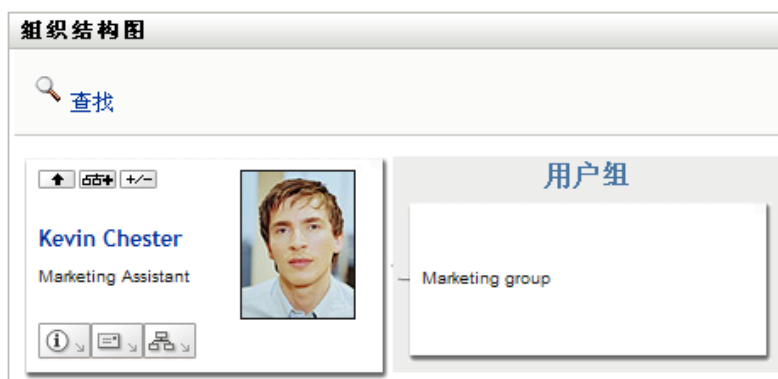 组织结构图
查找
用户组
Kevin Chester
Marketing Assistant
Marketing group